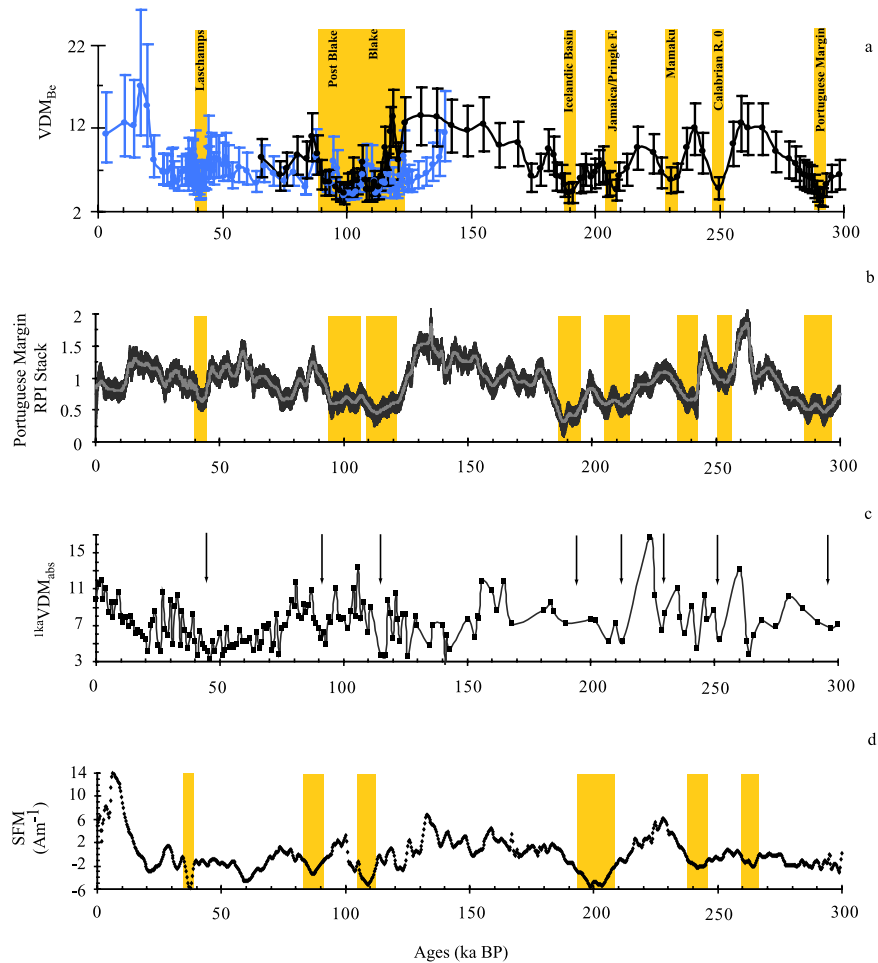 a
VDMBe
22
12
2
Laschamps
Post Blake
Blake
Icelandic Basin
Jamaica/Pringle F.
Mamaku
Calabrian R. 0
Portuguese Margin
0 50 100 150 200 250 300
b
Portuguese Margin
RPI Stack
2
1.5
1
0.5
0
0 50 100 150 200 250 300
c
1kaVDMabs
15
11
9
7
3
0 50 100 150 200 250 300
d
SFM
(Am-1)
14
10
6
2
-2
-6
0 50 100 150 200 250 300
Ages (ka BP)